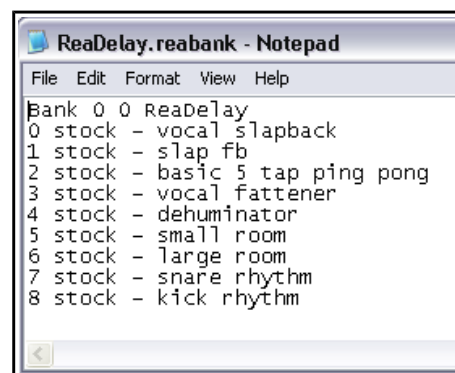 ReaDelay.reabank - Notepad
File Edit Format View Help
Bank 0 0 ReaDelay
0 stock - vocal slapback
1 stock - slap fb
2 stock - basic 5 tap ping pong
3 stock - vocal fattener
4 stock - dehuminator
5 stock - small room
6 stock - large room
7 stock - snare rhythm
8 stock - kick rhythm